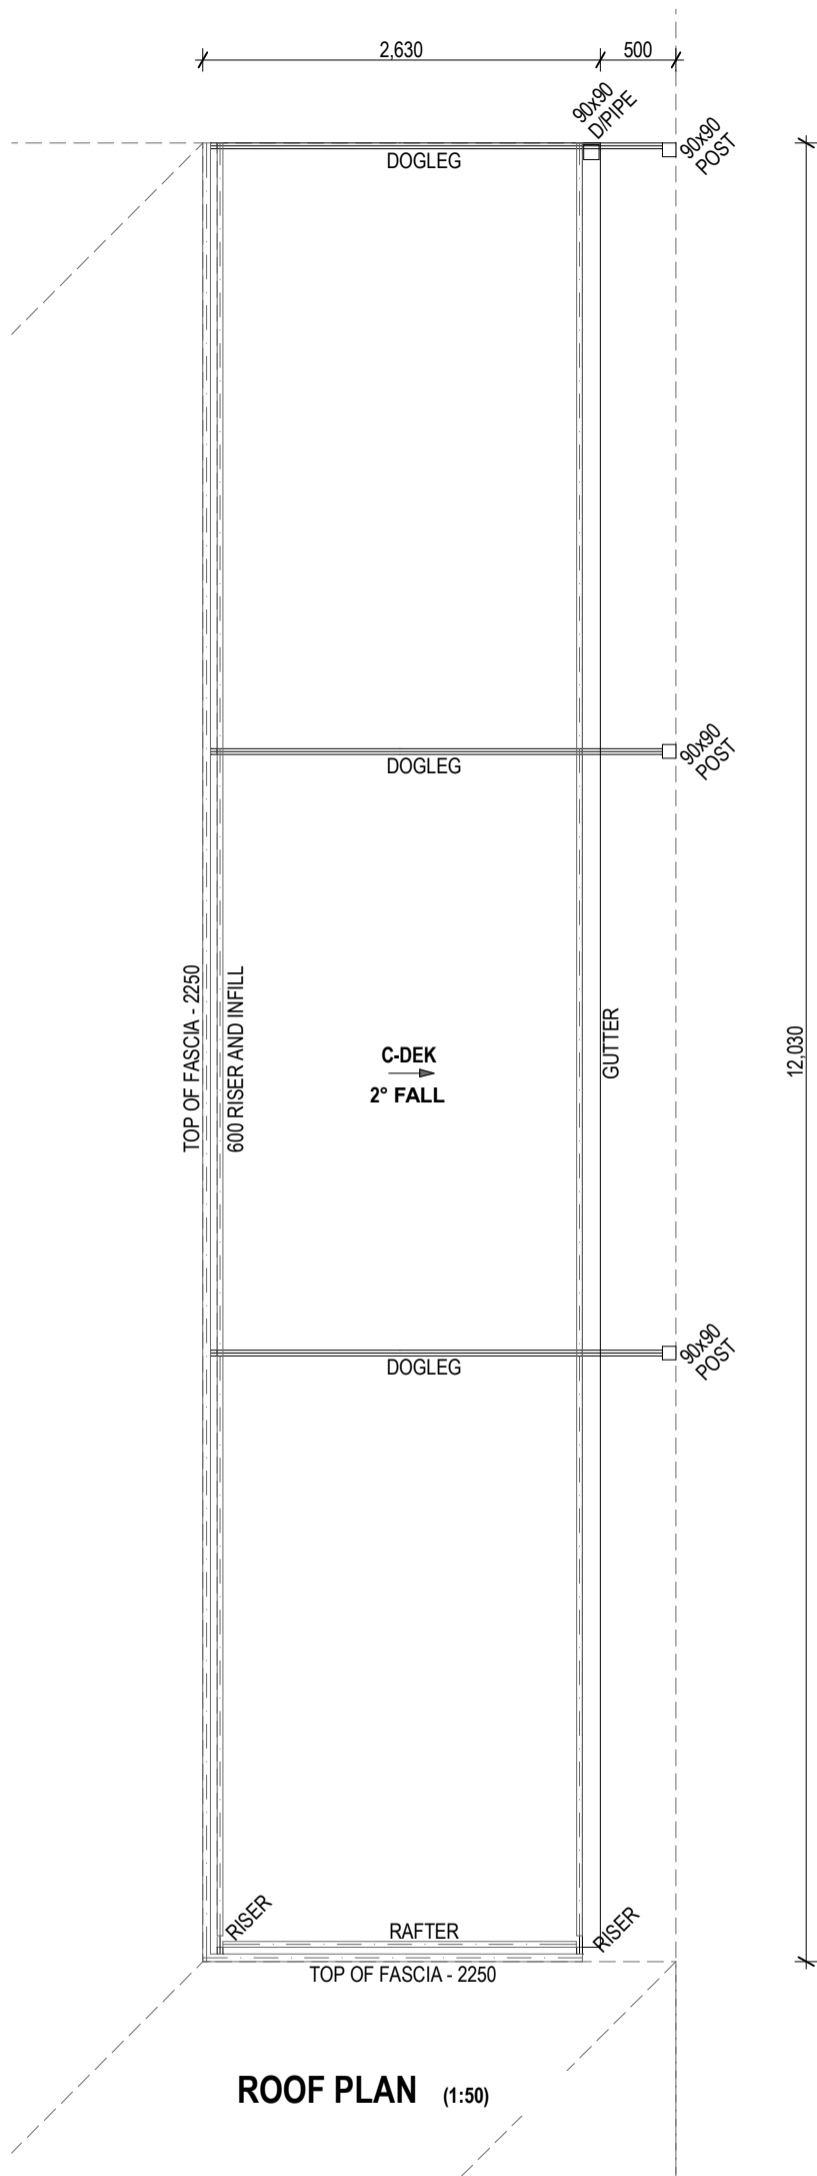 2,630
500
90x90
D/PIPE
90x90
POST
DOGLEG
90x90
POST
DOGLEG
TOP OF FASCIA - 2250
600 RISER AND INFILL
C-DEK
2° FALL
GUTTER
12,030
90x90
POST
DOGLEG
RISER
RAFTER
RISER
TOP OF FASCIA - 2250
ROOF PLAN (1:50)